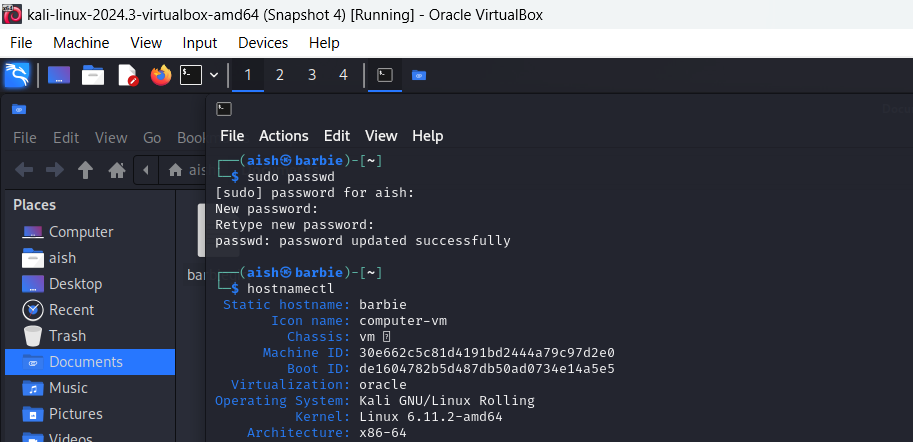 kali-linux-2024.3-virtualbox-amd64 (Snapshot 4) [Running] - Oracle VirtualBox
File Machine View Input Devices Help
1 2 3 4
File Edit View Go
File Actions Edit View Help
Places
Computer
aish
Desktop
Recent
Trash
Documents
Music
Pictures
Videos
┌──(aish㉿barbie)-[~]
└─$ sudo passwd
[sudo] password for aish:
New password:
Retype new password:
passwd: password updated successfully
┌──(aish㉿barbie)-[~]
└─$ hostnamectl
Static hostname: barbie
Icon name: computer-vm
Chassis: vm
Machine ID: 30e662c5c81d4191bd2444a79c97d2e0
Boot ID: de1604782b5d487db50ad0734e14a5e5
Virtualization: oracle
Operating System: Kali GNU/Linux Rolling
Kernel: Linux 6.11.2-amd64
Architecture: x86-64